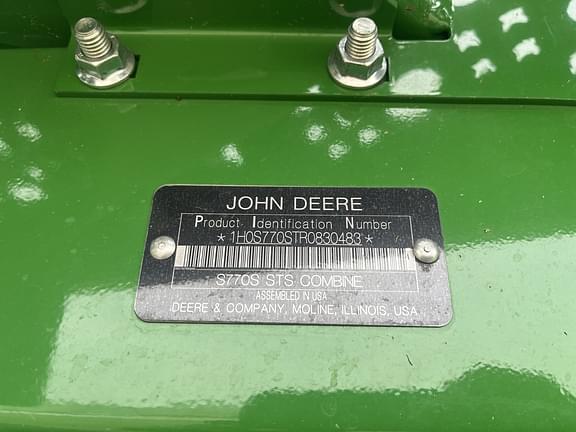 JOHN DEERE
Product Identification Number
*1H0S770STR0830483*
S770S STS COMBINE
ASSEMBLED IN USA
DEERE & COMPANY, MOLINE, ILLINOIS, USA